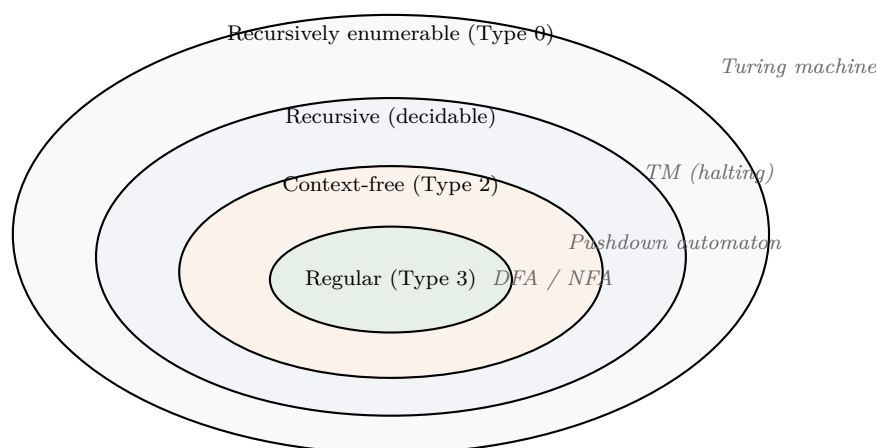 Recursively enumerable (Type 0)
Turing machine
Recursive (decidable)
TM (halting)
Context-free (Type 2)
Pushdown automaton
Regular (Type 3)
DFA / NFA